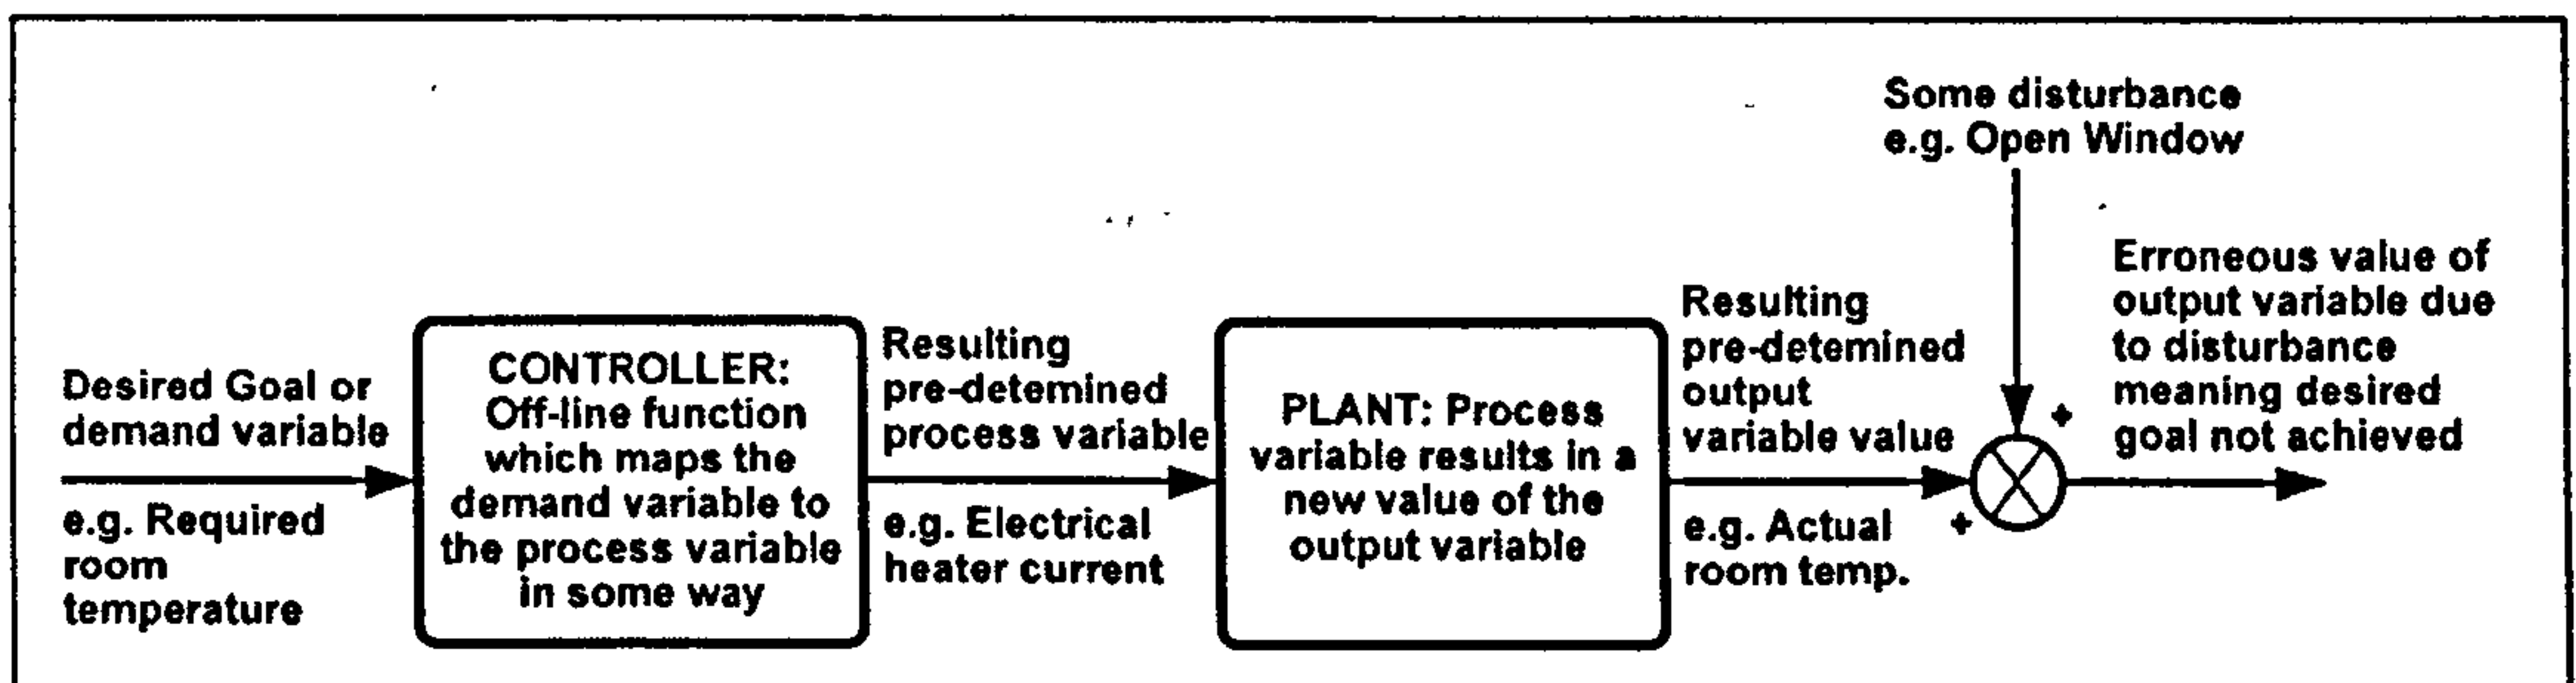 Some disturbance
e.g. Open Window
Desired Goal or
demand variable
e.g. Required
room
temperature
CONTROLLER:
Off-line function
which maps the
demand variable to
the process variable
in some way
Resulting
pre-detemined
process variable
e.g. Electrical
heater current
PLANT: Process
variable results in a
new value of the
output variable
Resulting
pre-detemined
output
variable value
e.g. Actual
room temp.
+
+
Erroneous value of
output variable due
to disturbance
meaning desired
goal not achieved